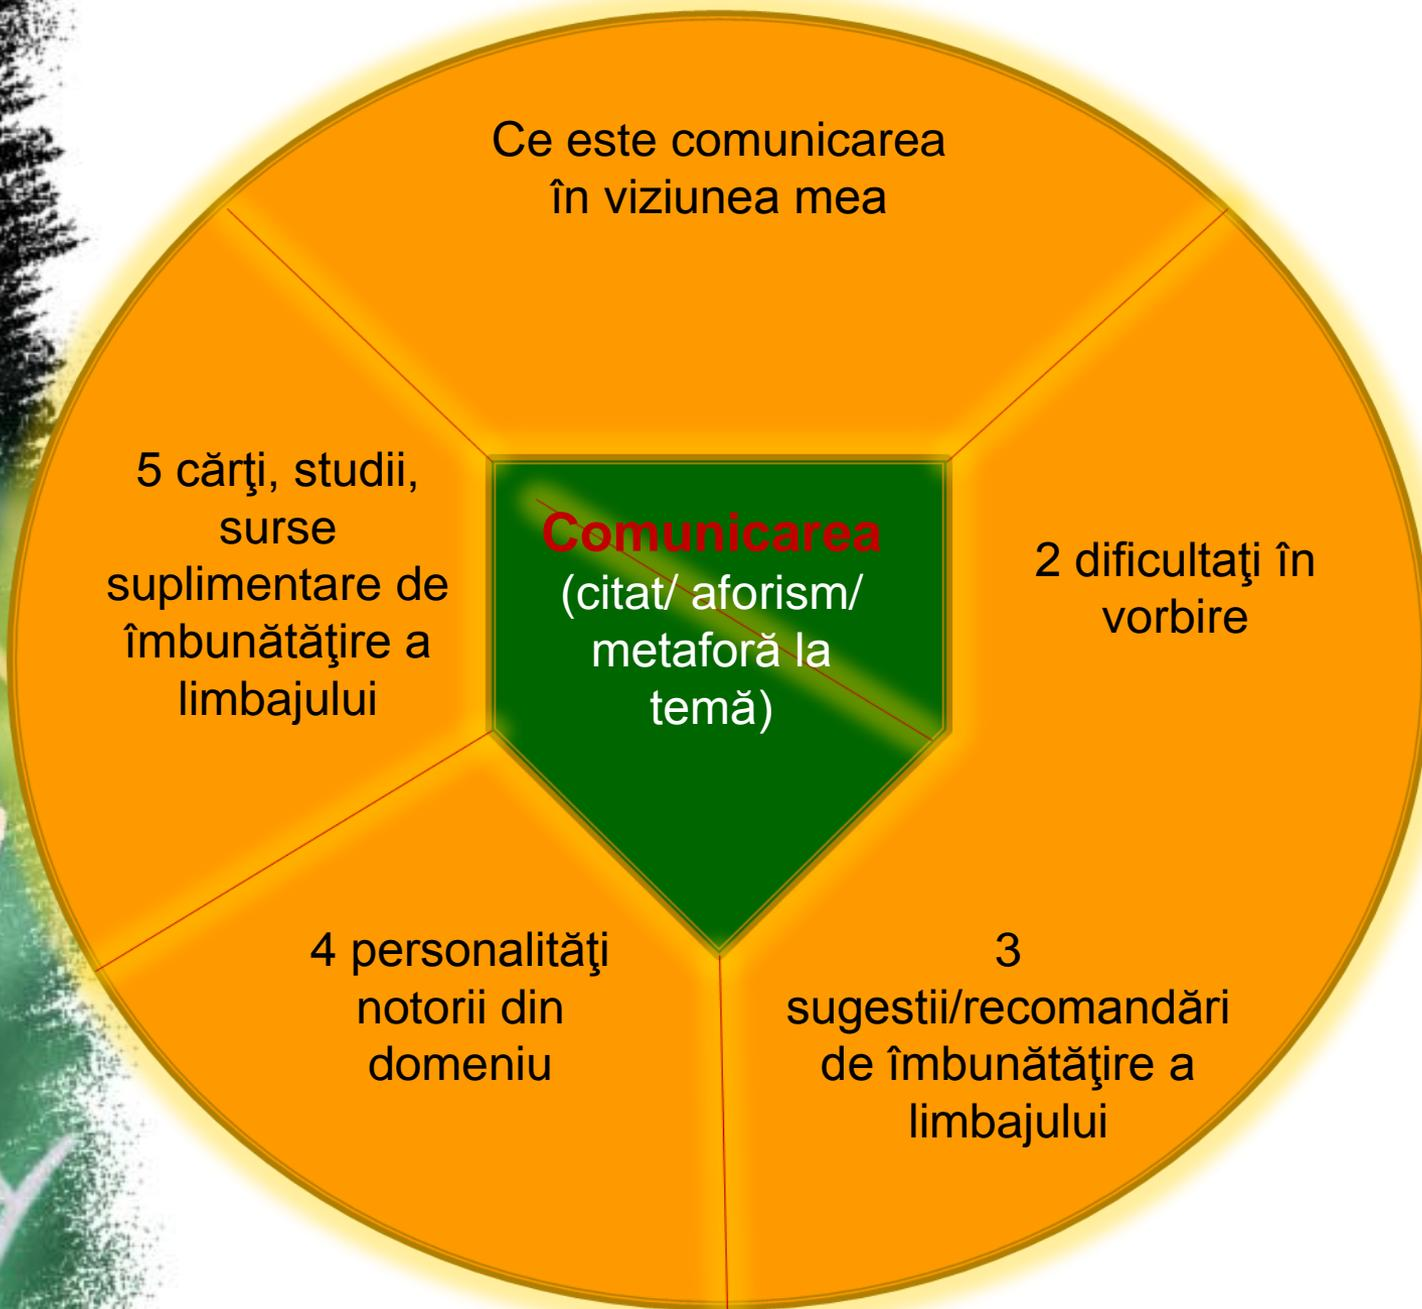 Ce este comunicarea
în viziunea mea
5 cărţi, studii,
surse
suplimentare de
îmbunătăţire a
limbajului
Comunicarea
(citat/ aforism/
metaforă la
temă)
2 dificultaţi în
vorbire
4 personalităţi
notorii din
domeniu
3
sugestii/recomandări
de îmbunătăţire a
limbajului